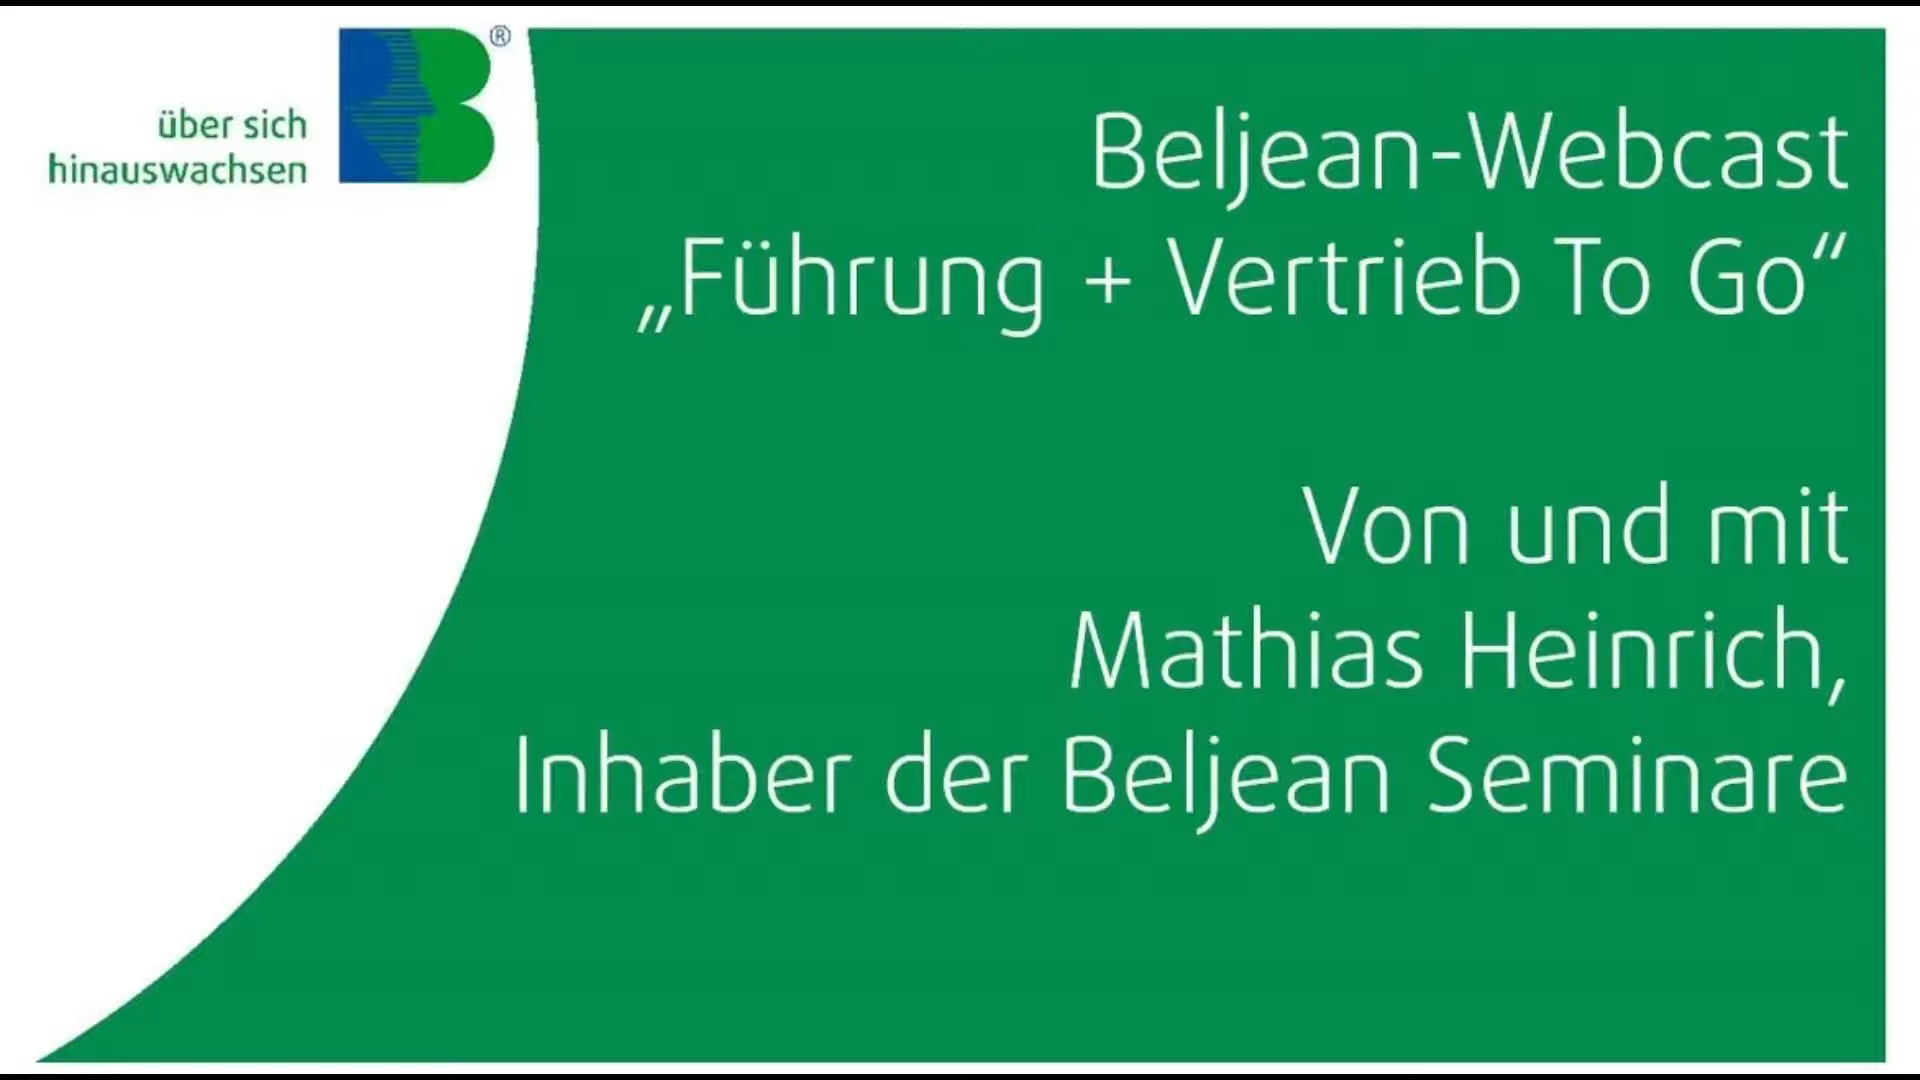 über sich
hinauswachsen
B®
Beljean-Webcast
„Führung + Vertrieb To Go“
Von und mit
Mathias Heinrich,
Inhaber der Beljean Seminare